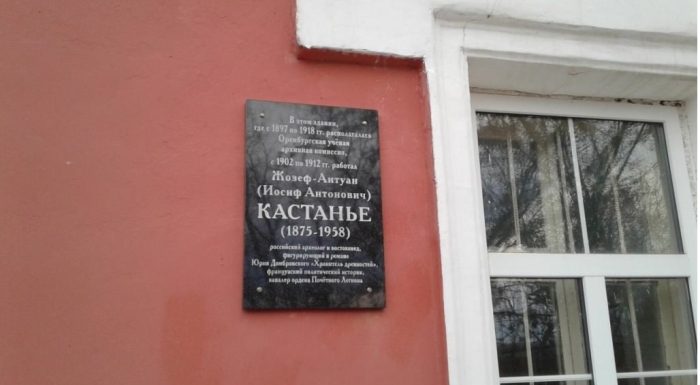 В этом здании,
где с 1897 по 1918 гг. располагалась
Оренбургская учёная
архивная комиссия,
с 1902 по 1912 гг. работал
Жозеф-Антуан
(Иосиф Антонович)
КАСТАНЬЕ
(1875-1958)
российский археолог и востоковед,
фигурирующий в романе
Юрия Домбровского «Хранитель древностей»,
французский политический историк,
кавалер ордена Почётного Легиона